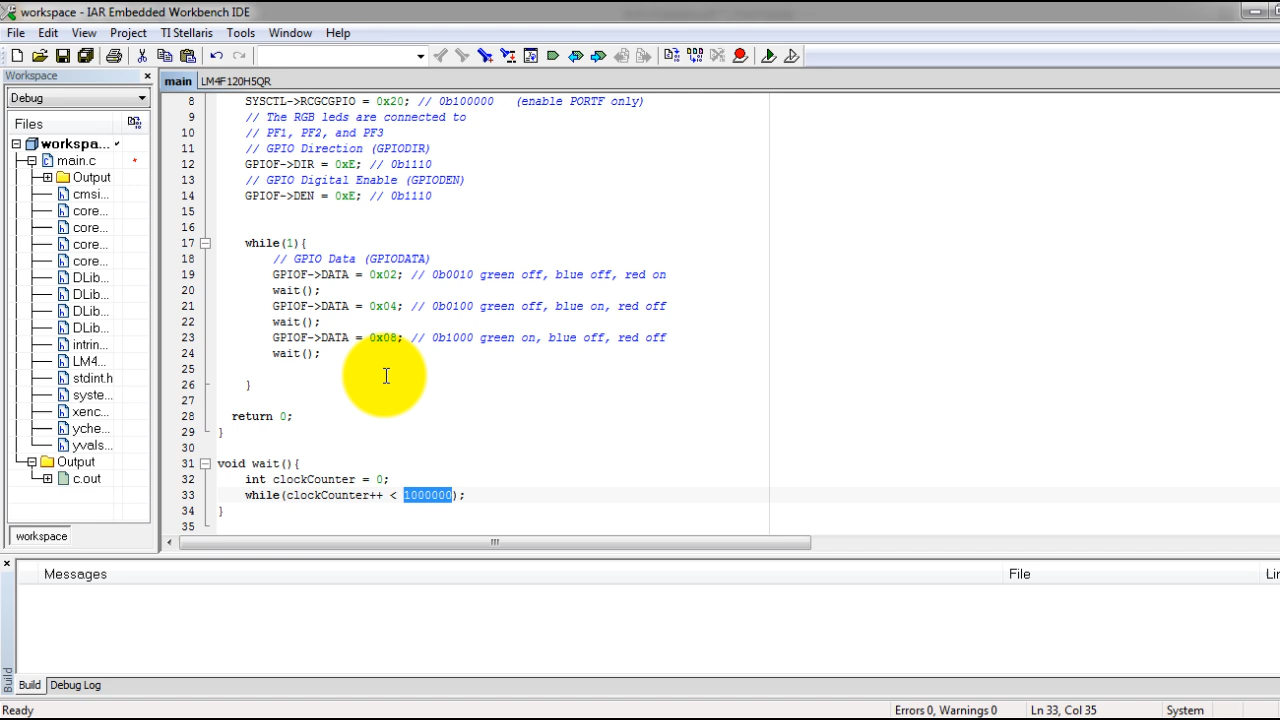 workspace - IAR Embedded Workbench IDE
File Edit View Project TI Stellaris Tools Window Help
Workspace
main LM4F120H5QR
Debug
Files
workspa...
main.c
Output
cmsi...
core...
core...
core...
core...
DLib...
DLib...
DLib...
DLib...
intrin...
LM4...
stdint.h
syste...
xenc...
yche...
yvals...
Output
c.out
workspace
8 SYSCTL->RCGCGPIO = 0x20; // 0b100000 (enable PORTF only)
9 // The RGB leds are connected to
10 // PF1, PF2, and PF3
11 // GPIO Direction (GPIODIR)
12 GPIOF->DIR = 0xE; // 0b1110
13 // GPIO Digital Enable (GPIODEN)
14 GPIOF->DEN = 0xE; // 0b1110
15
16
17 while(1){
18 // GPIO Data (GPIODATA)
19 GPIOF->DATA = 0x02; // 0b0010 green off, blue off, red on
20 wait();
21 GPIOF->DATA = 0x04; // 0b0100 green off, blue on, red off
22 wait();
23 GPIOF->DATA = 0x08; // 0b1000 green on, blue off, red off
24 wait();
25
26 }
27
28 return 0;
29 }
30
31 void wait(){
32 int clockCounter = 0;
33 while(clockCounter++ < 1000000);
34 }
35
Messages File Lin
Build
Build Debug Log
Ready Errors 0, Warnings 0 Ln 33, Col 35 System